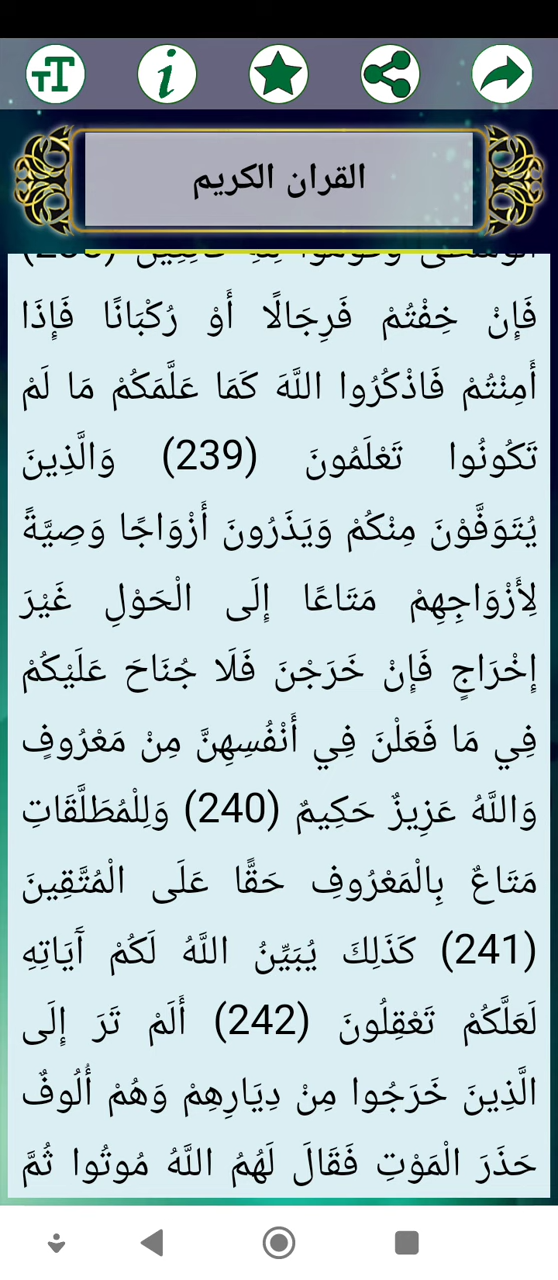 القران الكريم
فَإِنْ خِفْتُمْ فَرِجَالًا أَوْ رُكْبَانًا فَإِذَا
أَمِنْتُمْ فَاذْكُرُوا اللَّهَ كَمَا عَلَّمَكُمْ مَا لَمْ
تَكُونُوا تَعْلَمُونَ (239) وَالَّذِينَ
يُتَوَفَّوْنَ مِنْكُمْ وَيَذَرُونَ أَزْوَاجًا وَصِيَّةً
لِأَزْوَاجِهِمْ مَتَاعًا إِلَى الْحَوْلِ غَيْرَ
إِخْرَاجٍ فَإِنْ خَرَجْنَ فَلَا جُنَاحَ عَلَيْكُمْ
فِي مَا فَعَلْنَ فِي أَنْفُسِهِنَّ مِنْ مَعْرُوفٍ
وَاللَّهُ عَزِيزٌ حَكِيمٌ (240) وَلِلْمُطَلَّقَاتِ
مَتَاعٌ بِالْمَعْرُوفِ حَقًّا عَلَى الْمُتَّقِينَ
(241) كَذَلِكَ يُبَيِّنُ اللَّهُ لَكُمْ آَيَاتِهِ
لَعَلَّكُمْ تَعْقِلُونَ (242) أَلَمْ تَرَ إِلَى
الَّذِينَ خَرَجُوا مِنْ دِيَارِهِمْ وَهُمْ أُلُوفٌ
حَذَرَ الْمَوْتِ فَقَالَ لَهُمُ اللَّهُ مُوتُوا ثُمَّ